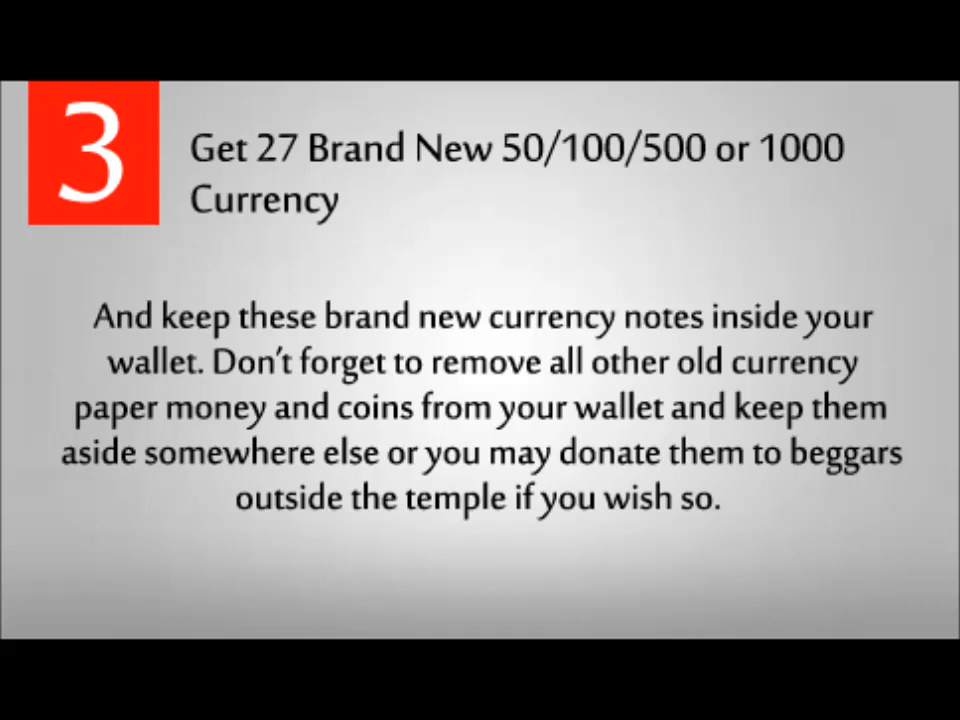 3
Get 27 Brand New 50/100/500 or 1000
Currency
And keep these brand new currency notes inside your
wallet. Don't forget to remove all other old currency
paper money and coins from your wallet and keep them
aside somewhere else or you may donate them to beggars
outside the temple if you wish so.